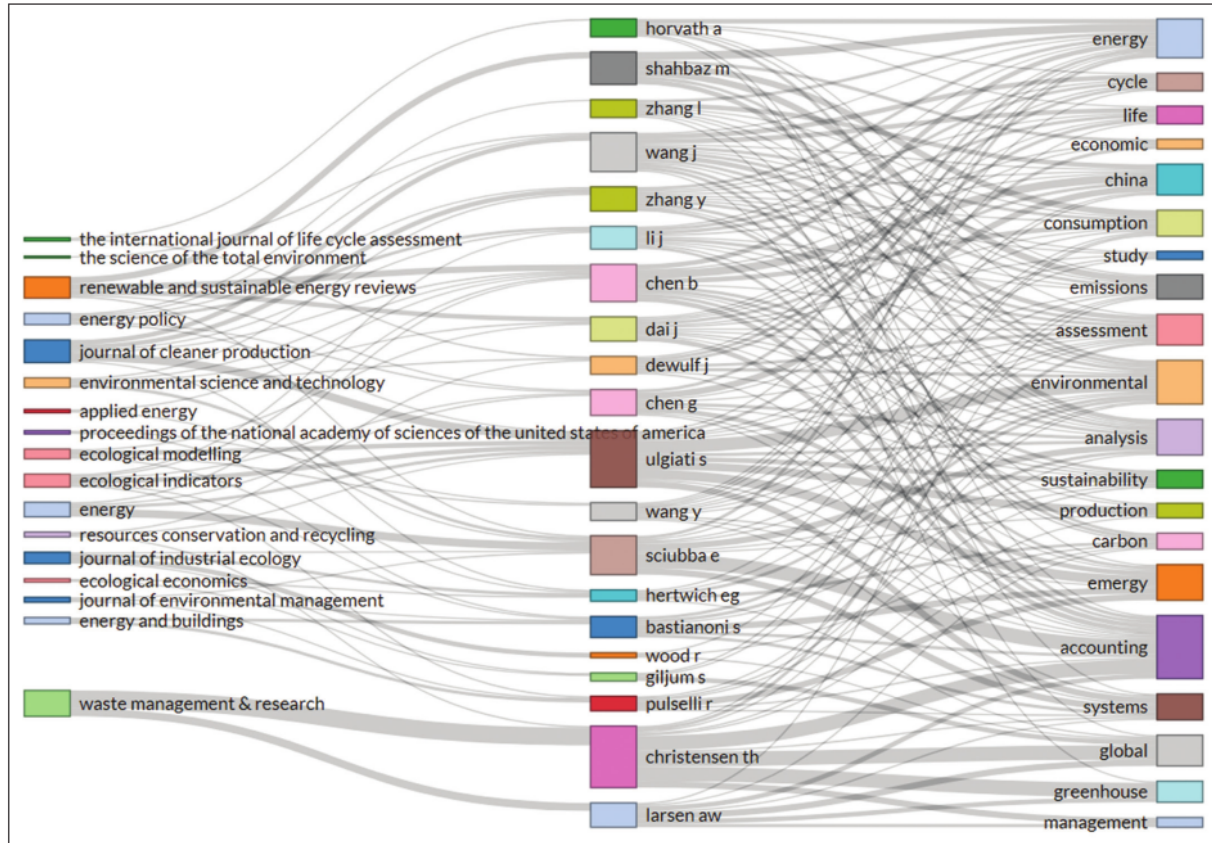 the international journal of life cycle assessment
the science of the total environment
renewable and sustainable energy reviews
energy policy
journal of cleaner production
environmental science and technology
applied energy
proceedings of the national academy of sciences of the united states of america
ecological modelling
ecological indicators
energy
resources conservation and recycling
journal of industrial ecology
ecological economics
journal of environmental management
energy and buildings
waste management & research
horvath a
shahbaz m
zhang l
wang j
zhang y
li j
chen b
dai j
dewulf j
chen g
ulgiati s
wang y
sciubba e
hertwich eg
bastianoni s
wood r
giljum s
pulselli r
christensen th
larsen aw
energy
cycle
life
economic
china
consumption
study
emissions
assessment
environmental
analysis
sustainability
production
carbon
emergy
accounting
systems
global
greenhouse
management